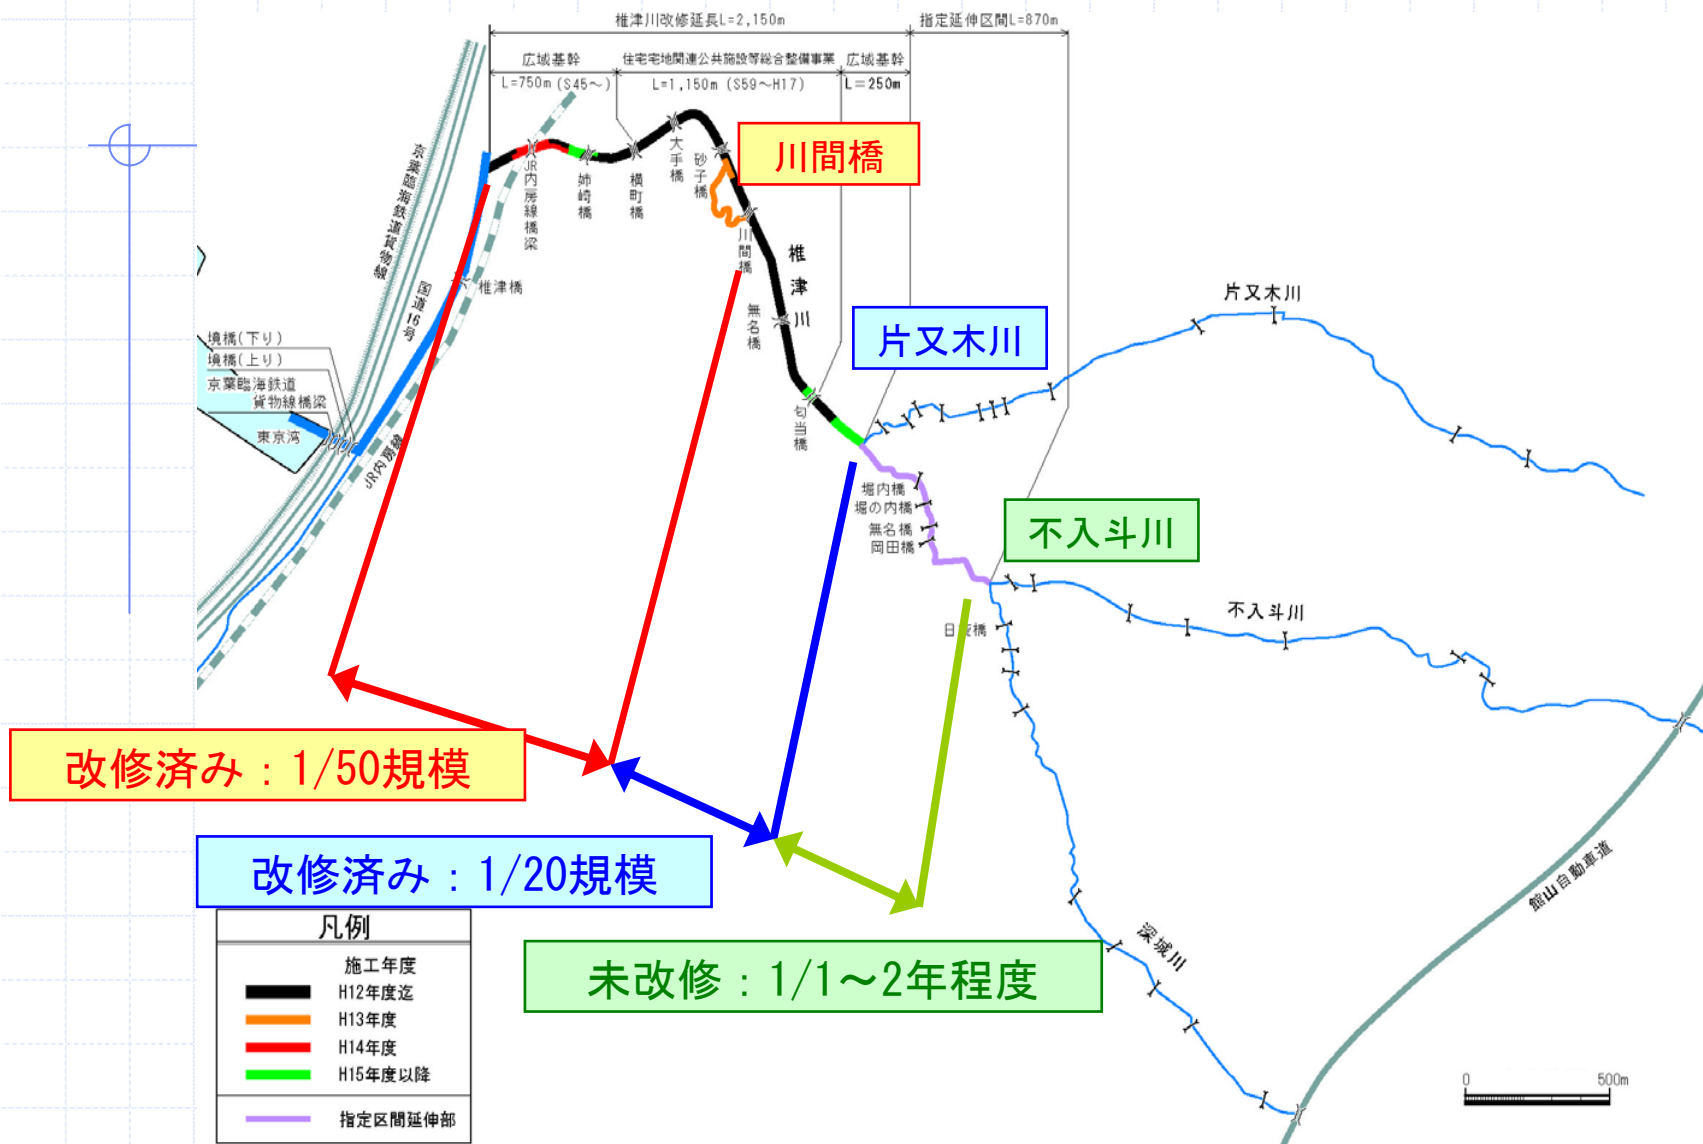 椎津川改修延長L=2,150m
指定延伸区間L=870m
広域基幹
住宅宅地関連公共施設等総合整備事業
広域基幹
L=750m (S45～)
L=1,150m (S59～H17)
L=250m
川間橋
京葉臨海鉄道貨物線
国道16号
JR内房線橋梁
姉崎橋
横町橋
大手橋
砂子橋
川間橋
椎津川
椎津橋
無名橋
境橋(下り)
境橋(上り)
京葉臨海鉄道
貨物線橋梁
東京湾
JR内房線
片又木川
片又木川
匂当橋
堀内橋
堀の内橋
無名橋
岡田橋
不入斗川
不入斗川
改修済み：1/50規模
改修済み：1/20規模
未改修：1/1～2年程度
深城川
館山自動車道
凡例
施工年度
H12年度迄
H13年度
H14年度
H15年度以降
指定区間延伸部
0
500m